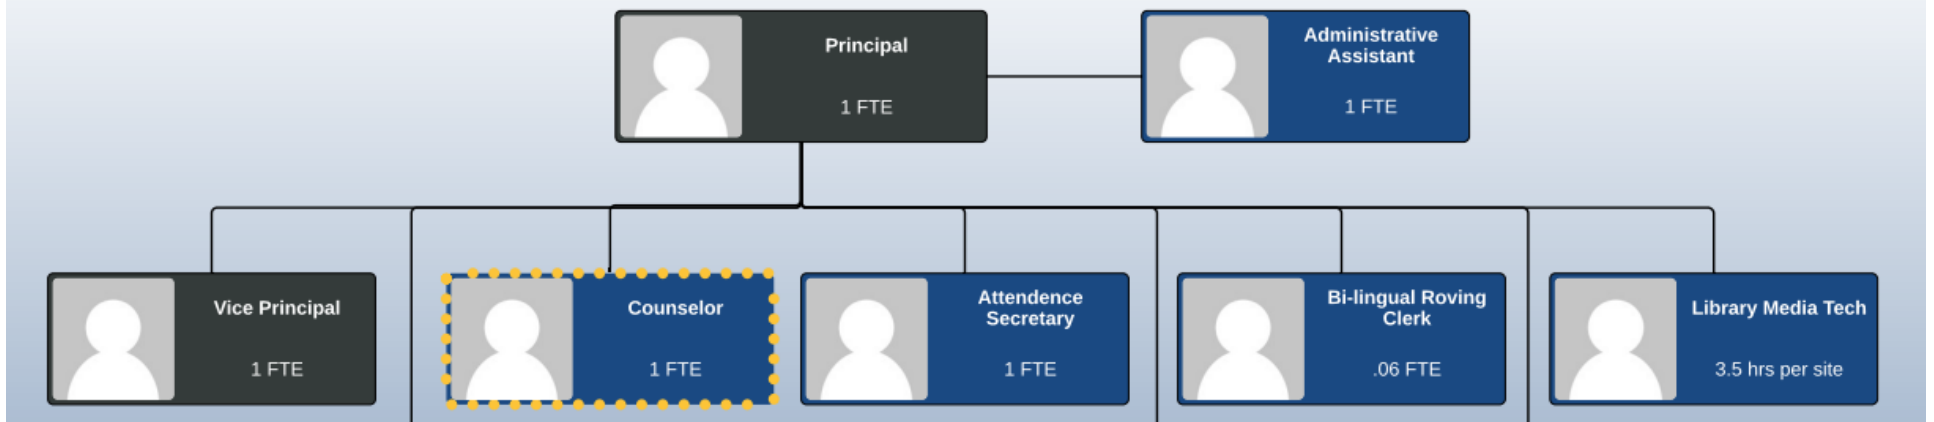 Principal
1 FTE
Administrative
Assistant
1 FTE
Vice Principal
1 FTE
Counselor
1 FTE
Attendence
Secretary
1 FTE
Bi-lingual Roving
Clerk
.06 FTE
Library Media Tech
3.5 hrs per site